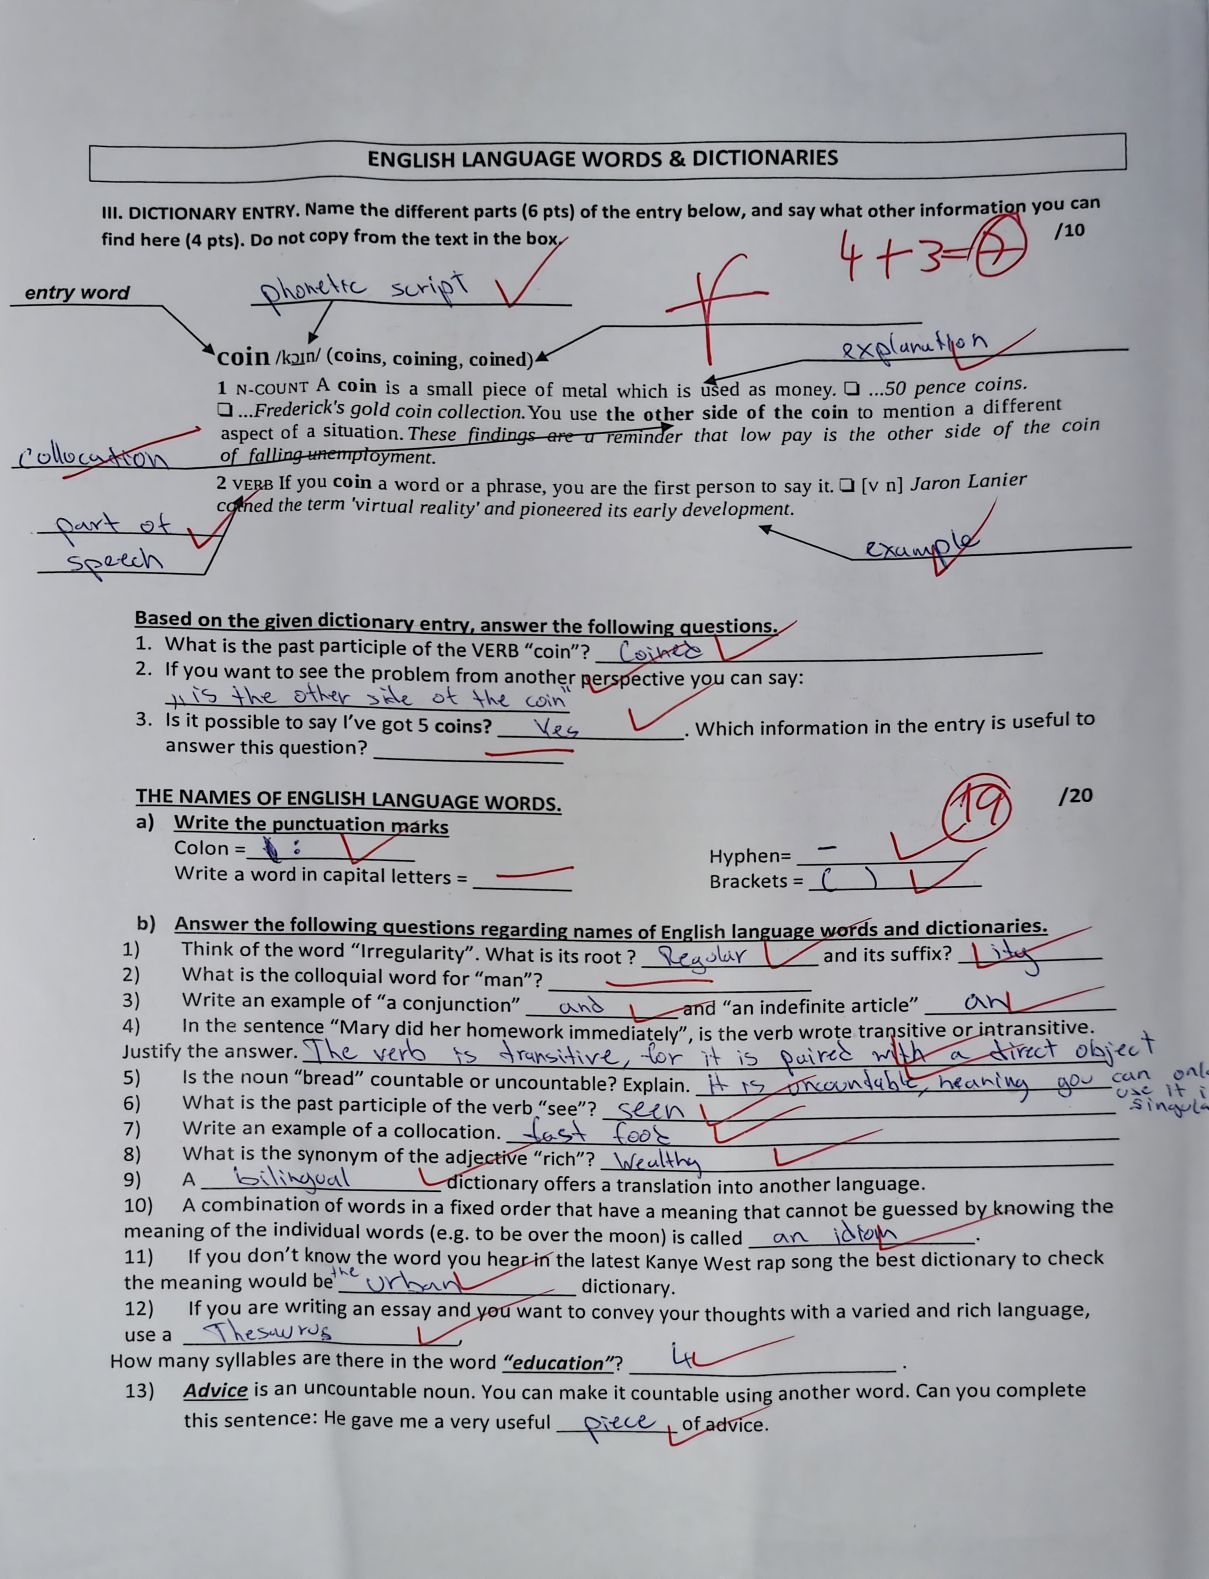 ENGLISH LANGUAGE WORDS & DICTIONARIES
III. DICTIONARY ENTRY. Name the different parts (6 pts) of the entry below, and say what other information you can
find here (4 pts). Do not copy from the text in the box.
/10
4+3=7
entry word
phonetic script
explanation
coin /kɔɪn/ (coins, coining, coined)
1 N-COUNT A coin is a small piece of metal which is used as money. ❑ ...50 pence coins.
❑ ...Frederick's gold coin collection. You use the other side of the coin to mention a different
aspect of a situation. These findings are a reminder that low pay is the other side of the coin
of falling unemployment.
collocation
2 VERB If you coin a word or a phrase, you are the first person to say it. ❑ [v n] Jaron Lanier
coined the term 'virtual reality' and pioneered its early development.
part of
speech
example
Based on the given dictionary entry, answer the following questions.
1. What is the past participle of the VERB "coin"? Coined
2. If you want to see the problem from another perspective you can say:
„is the other side of the coin"
3. Is it possible to say I've got 5 coins? Yes. Which information in the entry is useful to
answer this question?
THE NAMES OF ENGLISH LANGUAGE WORDS.
19 /20
a) Write the punctuation marks
Colon = :
Hyphen= –
Write a word in capital letters =
Brackets = ( )
b) Answer the following questions regarding names of English language words and dictionaries.
1) Think of the word "Irregularity". What is its root ? Regular and its suffix? ity
2) What is the colloquial word for "man"?
3) Write an example of "a conjunction" and and "an indefinite article" an
4) In the sentence "Mary did her homework immediately", is the verb wrote transitive or intransitive.
Justify the answer. The verb is transitive, for it is paired with a direct object
5) Is the noun "bread" countable or uncountable? Explain. it is uncountable, meaning you can only
use it i
singula
6) What is the past participle of the verb "see"? seen
7) Write an example of a collocation. fast food
8) What is the synonym of the adjective "rich"? Wealthy
9) A bilingual dictionary offers a translation into another language.
10) A combination of words in a fixed order that have a meaning that cannot be guessed by knowing the
meaning of the individual words (e.g. to be over the moon) is called an idiom.
11) If you don't know the word you hear in the latest Kanye West rap song the best dictionary to check
the meaning would be the urban dictionary.
12) If you are writing an essay and you want to convey your thoughts with a varied and rich language,
use a Thesaurus,
How many syllables are there in the word "education"? 4.
13) Advice is an uncountable noun. You can make it countable using another word. Can you complete
this sentence: He gave me a very useful piece of advice.